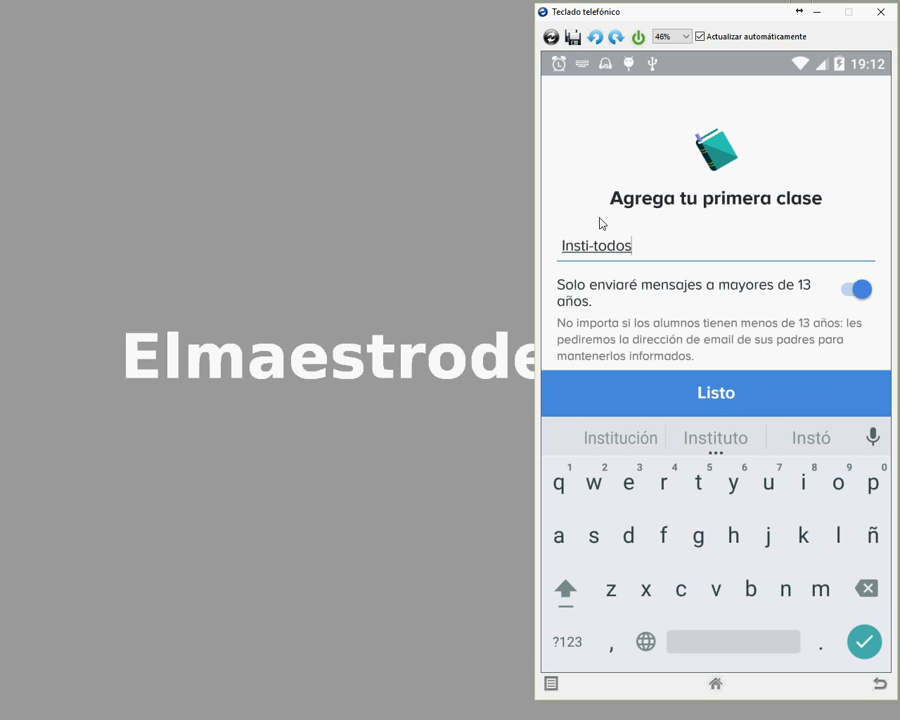 Teclado telefónico
46%
Actualizar automáticamente
19:12
Agrega tu primera clase
Insti-todos
Solo enviaré mensajes a mayores de 13
años.
No importa si los alumnos tienen menos de 13 años: les
pediremos la dirección de email de sus padres para
mantenerlos informados.
Listo
Institución Instituto Instó
1 2 3 4 5 6 7 8 9 0
q w e r t y u i o p
a s d f g h j k l ñ
z x c v b n m
?123 , .
Elmaestrode